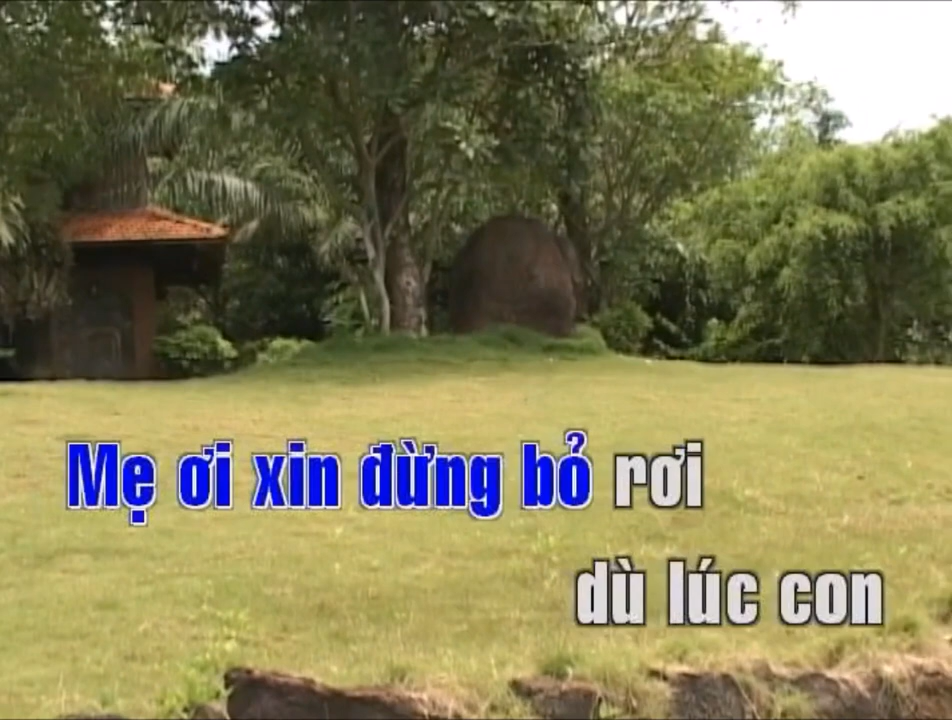 Mẹ ơi xin đừng bỏ rơi
dù lúc con